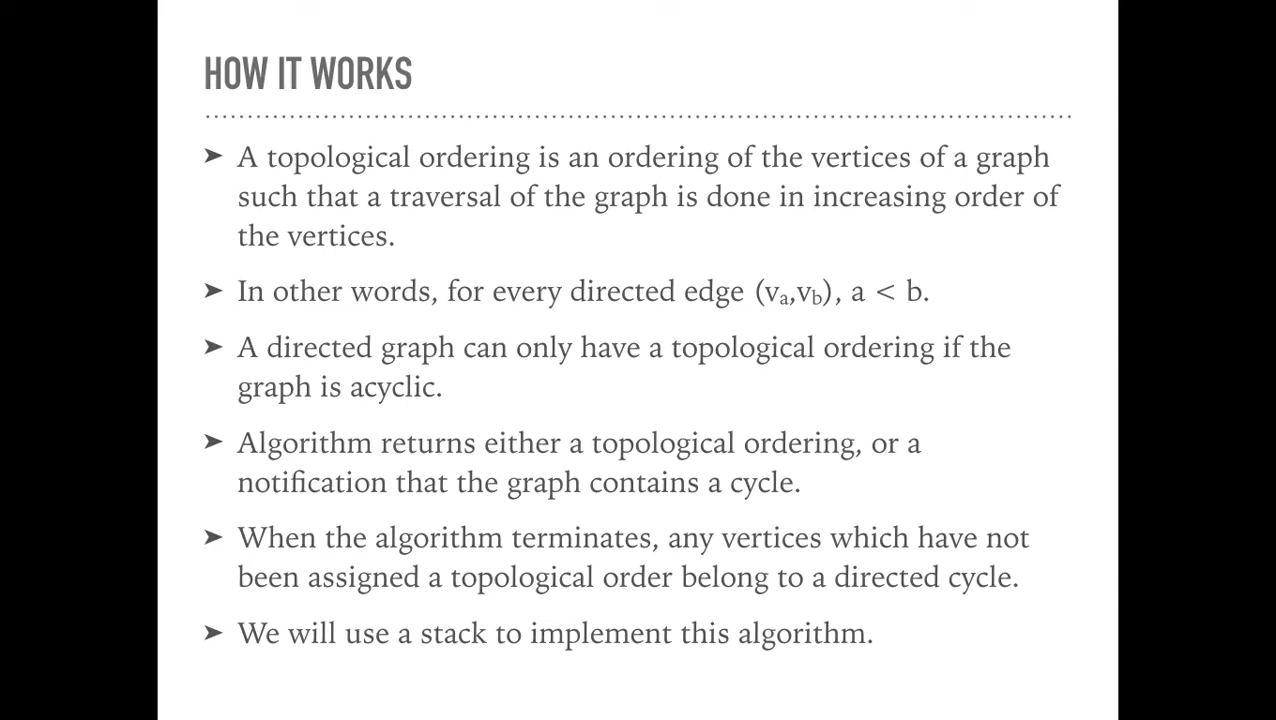 HOW IT WORKS
➤ A topological ordering is an ordering of the vertices of a graph
such that a traversal of the graph is done in increasing order of
the vertices.
➤ In other words, for every directed edge (vₐ,v_b), a < b.
➤ A directed graph can only have a topological ordering if the
graph is acyclic.
➤ Algorithm returns either a topological ordering, or a
notification that the graph contains a cycle.
➤ When the algorithm terminates, any vertices which have not
been assigned a topological order belong to a directed cycle.
➤ We will use a stack to implement this algorithm.